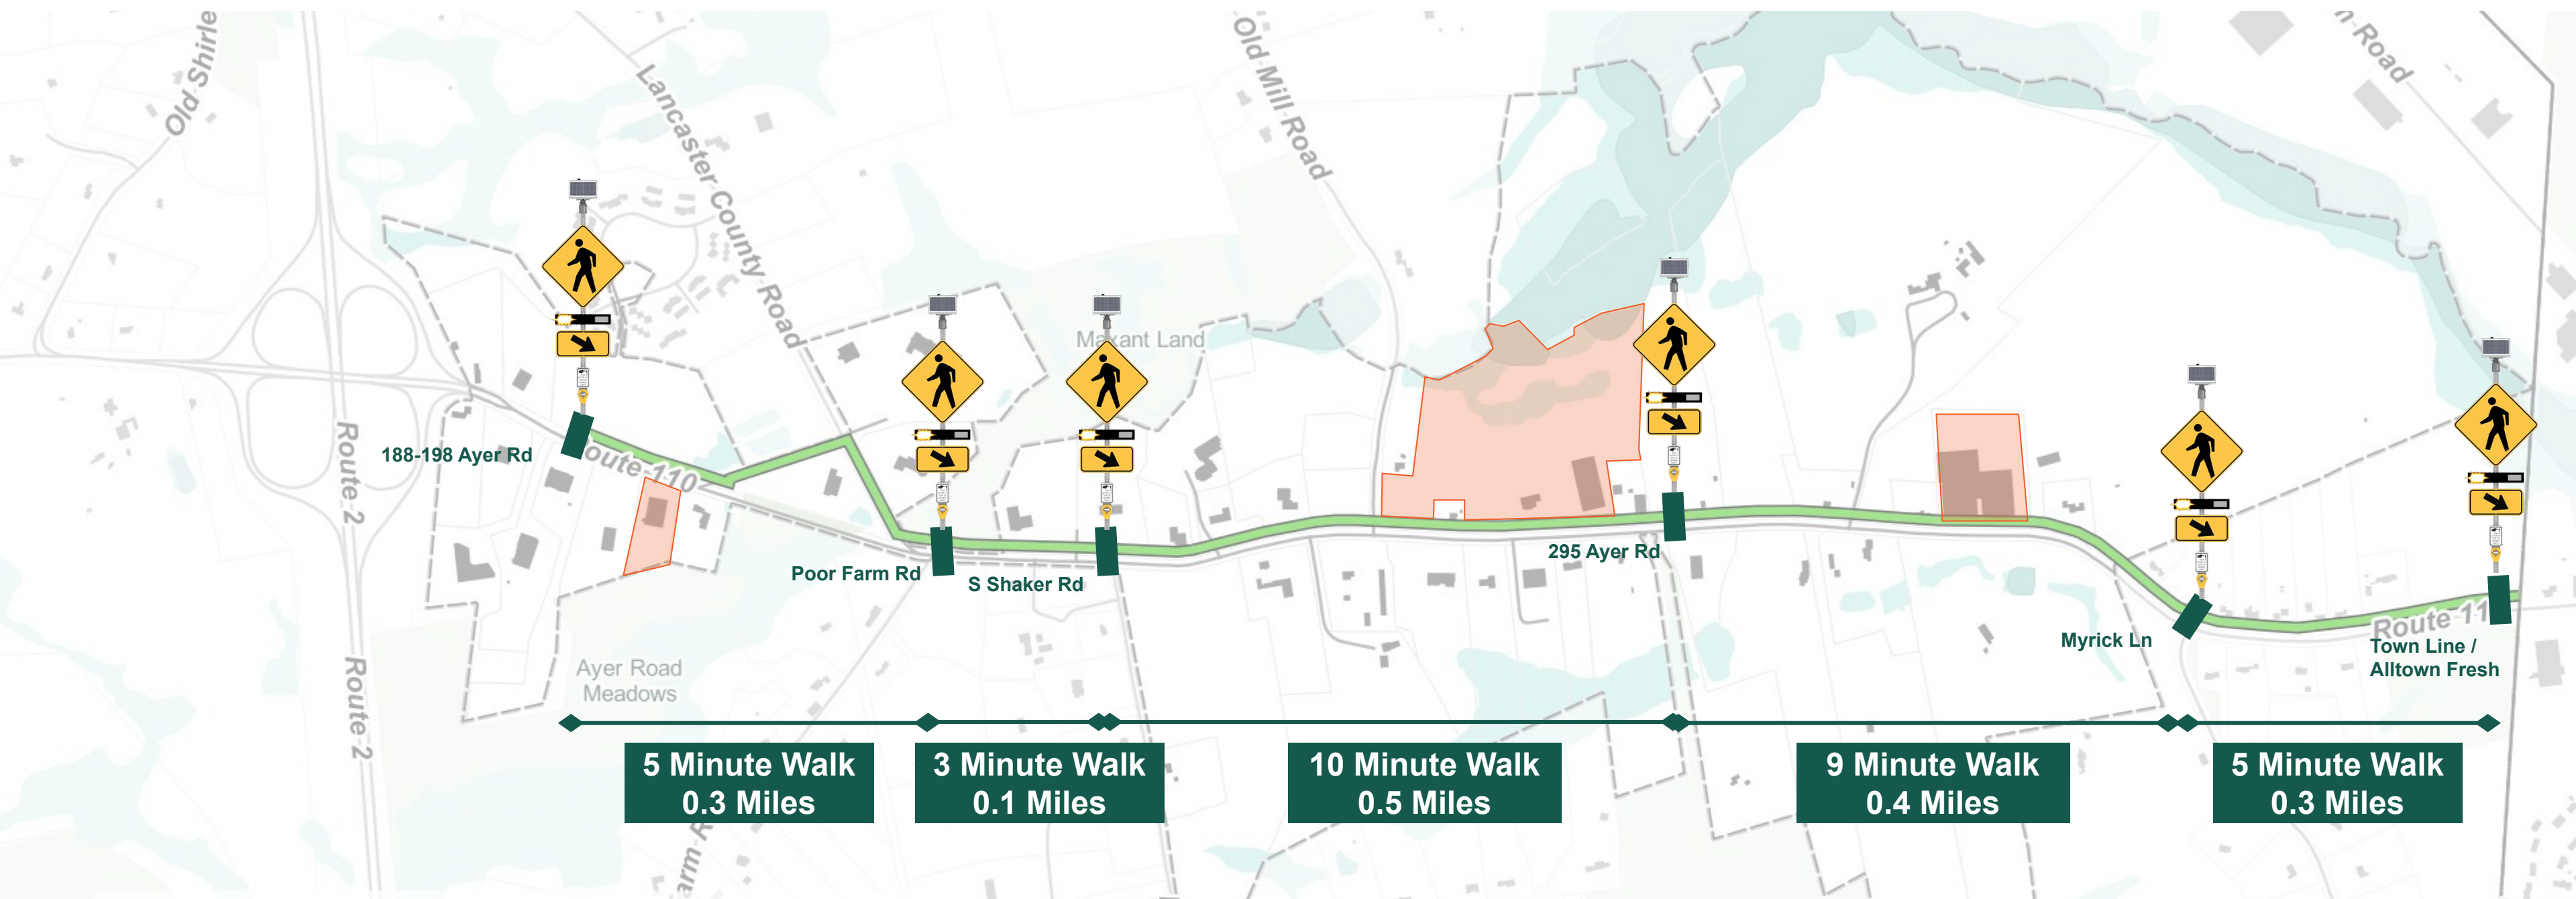 Old Shirle
Lancaster County Road
Old Mill Road
n Road
Maxant Land
Route 2
188-198 Ayer Rd
oute 110
Poor Farm Rd
S Shaker Rd
295 Ayer Rd
Myrick Ln
Route 11
Town Line /
Alltown Fresh
Ayer Road
Meadows
Route 2
5 Minute Walk
0.3 Miles
3 Minute Walk
0.1 Miles
10 Minute Walk
0.5 Miles
9 Minute Walk
0.4 Miles
5 Minute Walk
0.3 Miles
arm R